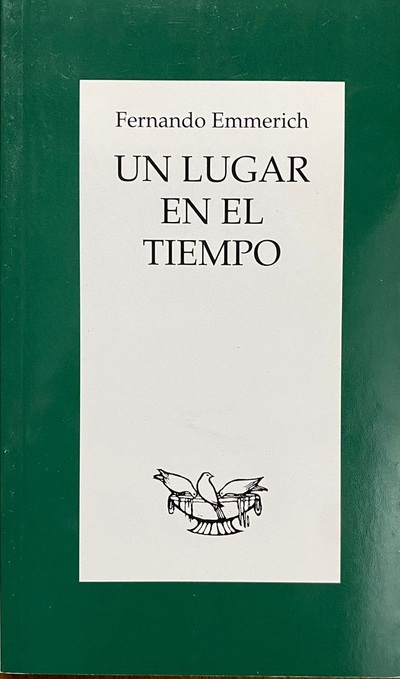 Fernando Emmerich
UN LUGAR
EN EL
TIEMPO